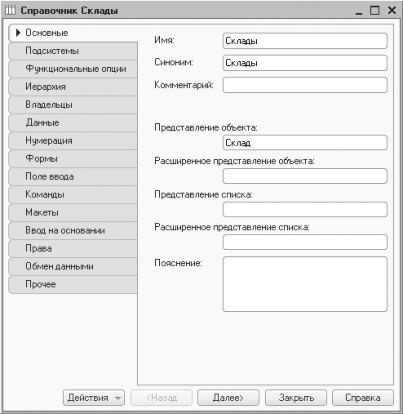 Справочник Склады
Основные
Подсистемы
Функциональные опции
Иерархия
Владельцы
Данные
Нумерация
Формы
Поле ввода
Команды
Макеты
Ввод на основании
Права
Обмен данными
Прочее
Имя: Склады
Синоним: Склады
Комментарий:
Представление объекта:
Склад
Расширенное представление объекта:
Представление списка:
Расширенное представление списка:
Пояснение:
Действия <Назад Далее> Закрыть Справка